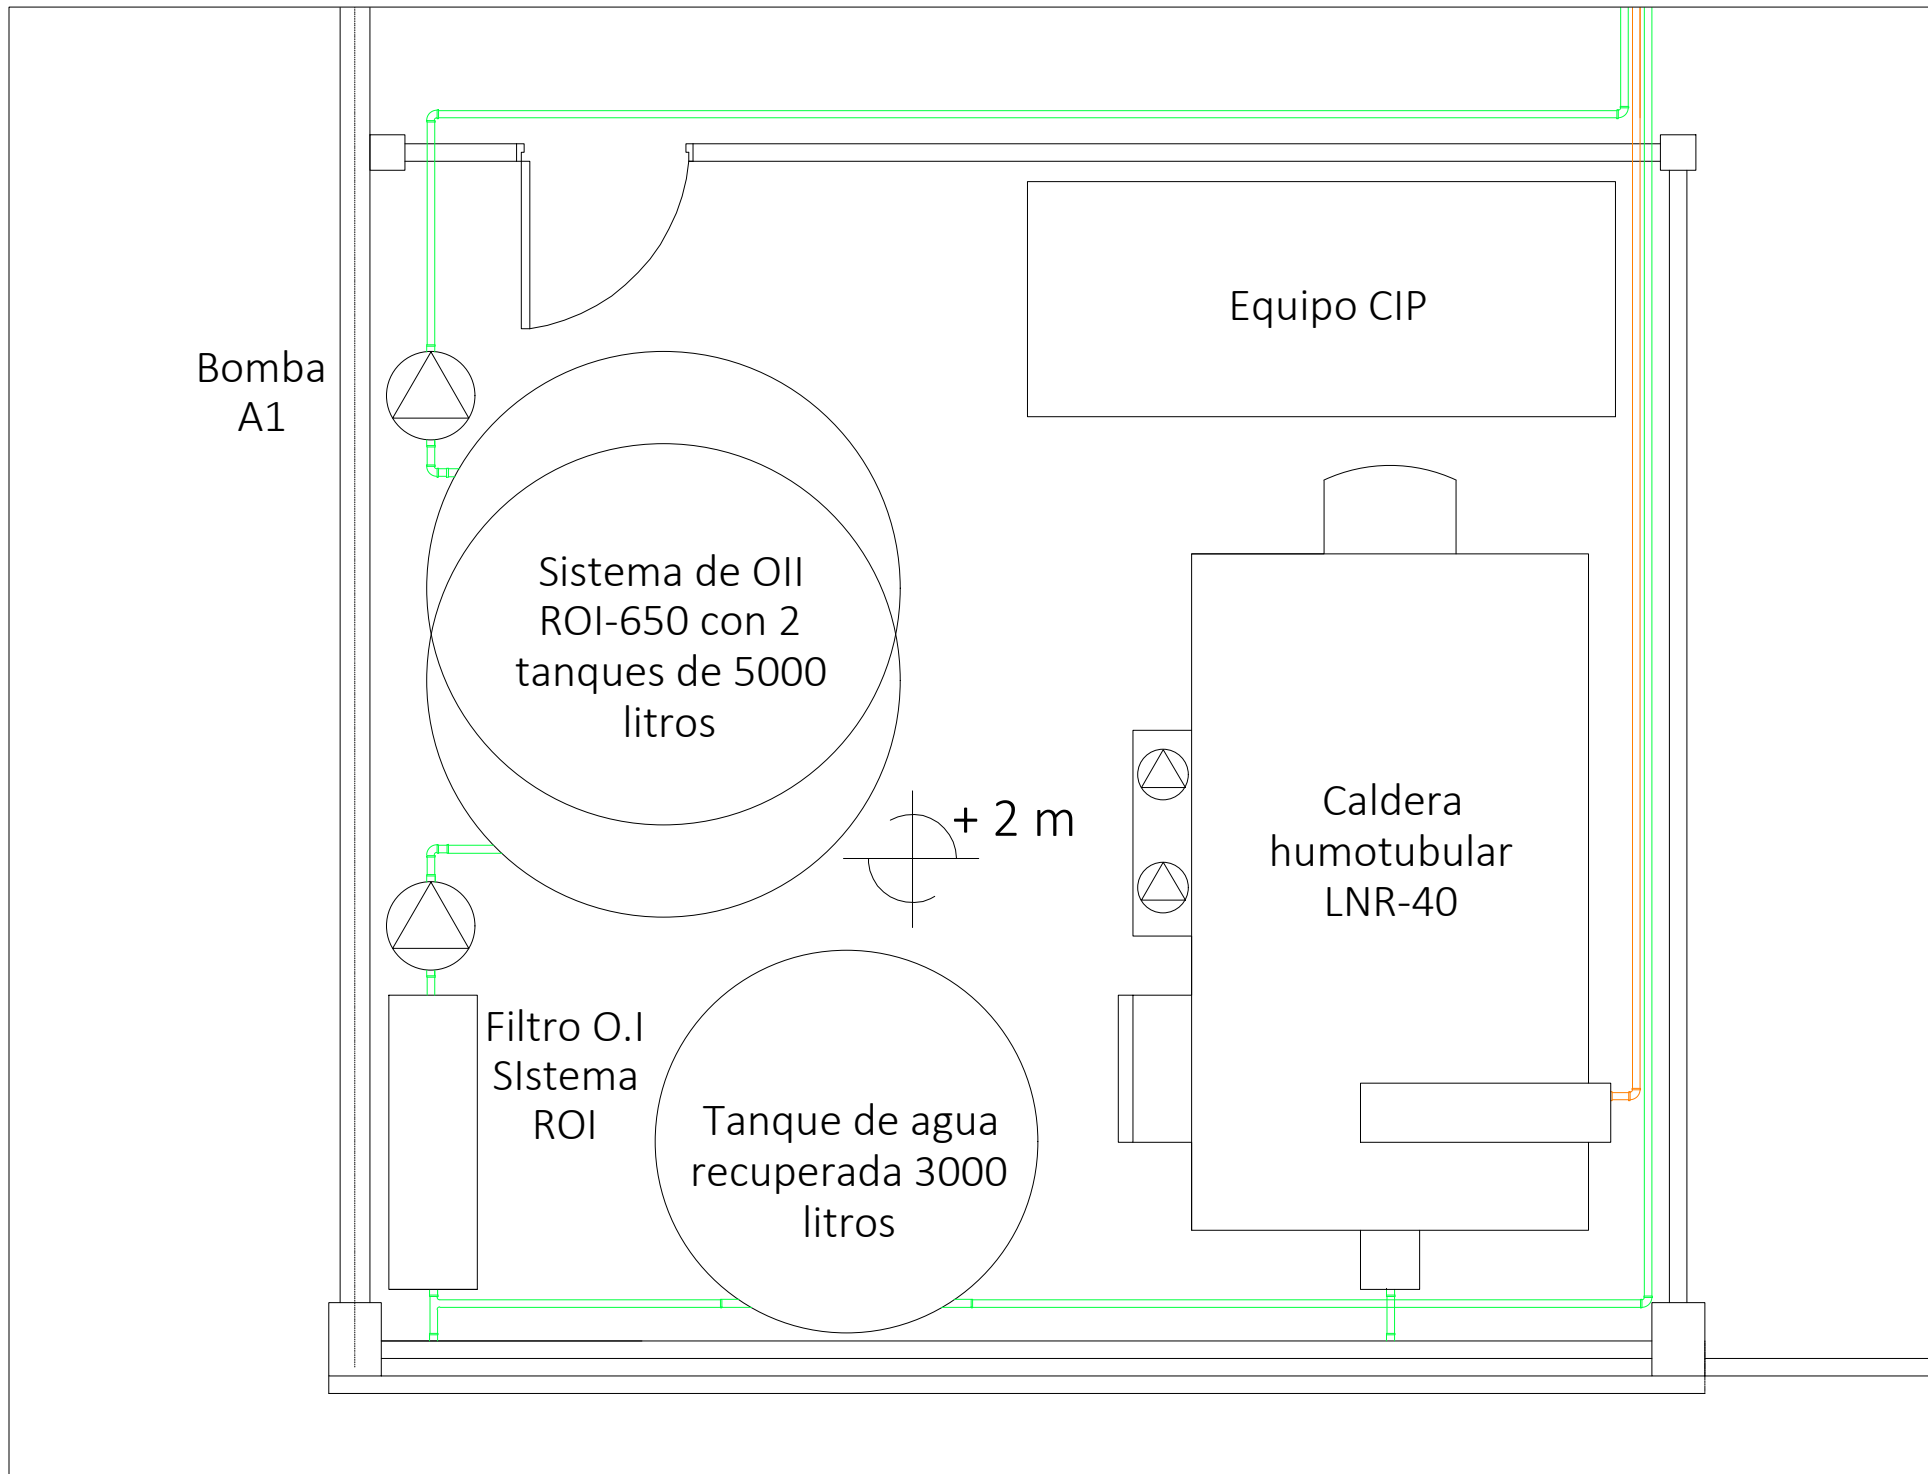 Equipo CIP
Bomba
A1
Sistema de OII
ROI-650 con 2
tanques de 5000
litros
+ 2 m
Caldera
humotubular
LNR-40
Filtro O.I
SIstema
ROI
Tanque de agua
recuperada 3000
litros